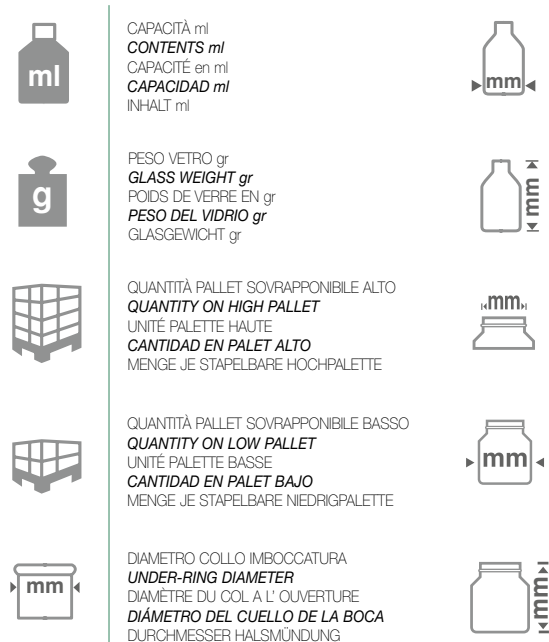 ml
CAPACITÀ ml
CONTENTS ml
CAPACITÉ en ml
CAPACIDAD ml
INHALT ml
mm
g
PESO VETRO gr
GLASS WEIGHT gr
POIDS DE VERRE EN gr
PESO DEL VIDRIO gr
GLASGEWICHT gr
mm
QUANTITÀ PALLET SOVRAPPONIBILE ALTO
QUANTITY ON HIGH PALLET
UNITÉ PALETTE HAUTE
CANTIDAD EN PALET ALTO
MENGE JE STAPELBARE HOCHPALETTE
mm
QUANTITÀ PALLET SOVRAPPONIBILE BASSO
QUANTITY ON LOW PALLET
UNITÉ PALETTE BASSE
CANTIDAD EN PALET BAJO
MENGE JE STAPELBARE NIEDRIGPALETTE
mm
mm
DIAMETRO COLLO IMBOCCATURA
UNDER-RING DIAMETER
DIAMÈTRE DU COL A L' OUVERTURE
DIÁMETRO DEL CUELLO DE LA BOCA
DURCHMESSER HALSMÜNDUNG
mm